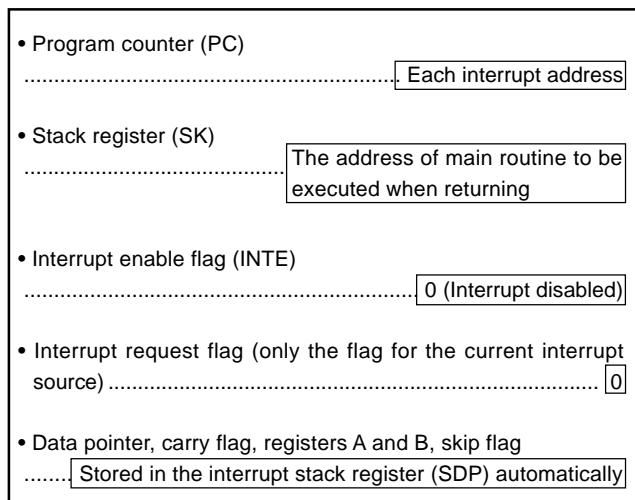 • Program counter (PC)
............................................................... Each interrupt address
• Stack register (SK)
............................................ The address of main routine to be
executed when returning
• Interrupt enable flag (INTE)
.................................................................. 0 (Interrupt disabled)
• Interrupt request flag (only the flag for the current interrupt
source) .................................................................................. 0
• Data pointer, carry flag, registers A and B, skip flag
........ Stored in the interrupt stack register (SDP) automatically